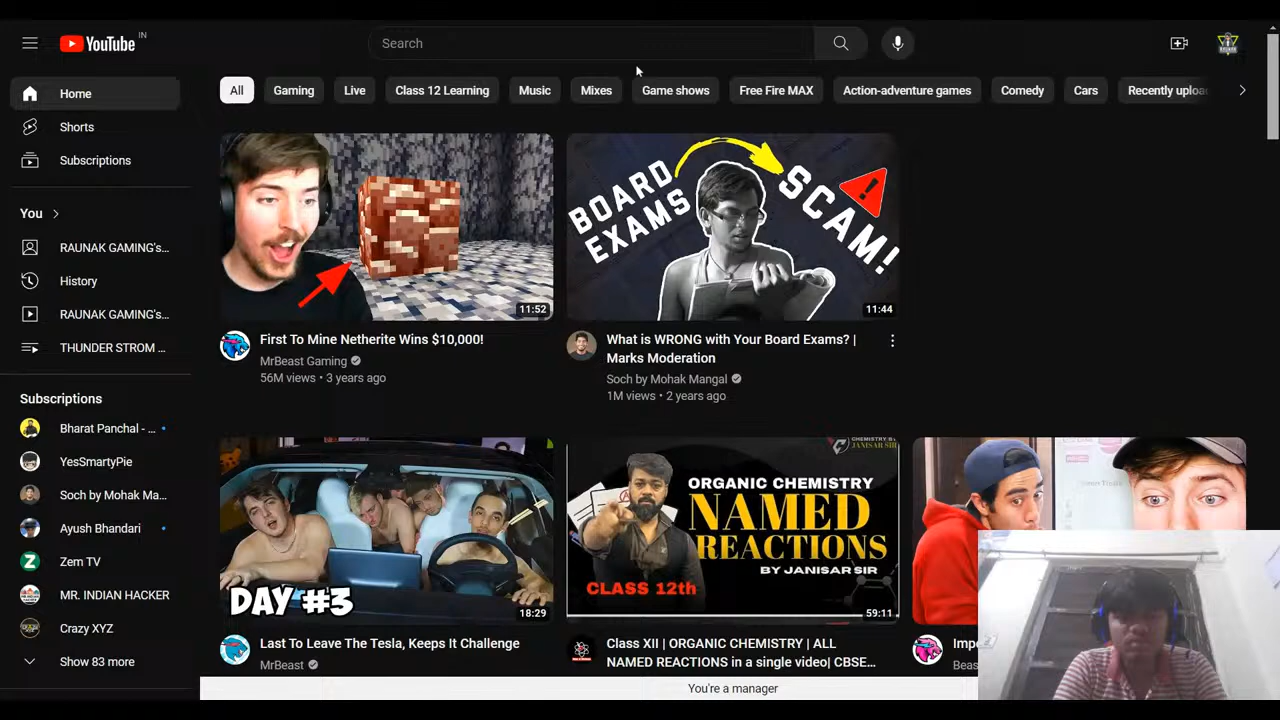 YouTube IN
Search
Home
Shorts
Subscriptions
You
RAUNAK GAMING's...
History
RAUNAK GAMING's...
THUNDER STROM ...
Subscriptions
Bharat Panchal - ...
YesSmartyPie
Soch by Mohak Ma...
Ayush Bhandari
Zem TV
MR. INDIAN HACKER
Crazy XYZ
Show 83 more
All Gaming Live Class 12 Learning Music Mixes Game shows Free Fire MAX Action-adventure games Comedy Cars Recently uploa
11:52
First To Mine Netherite Wins $10,000!
MrBeast Gaming
56M views • 3 years ago
BOARD
EXAMS
SCAM!
11:44
What is WRONG with Your Board Exams? |
Marks Moderation
Soch by Mohak Mangal
1M views • 2 years ago
DAY #3
18:29
Last To Leave The Tesla, Keeps It Challenge
MrBeast
CHEMISTRY BY
JANISAR SIR
ORGANIC CHEMISTRY
NAMED
REACTIONS
BY JANISAR SIR
CLASS 12th
59:11
Class XII | ORGANIC CHEMISTRY | ALL
NAMED REACTIONS in a single video| CBSE...
Impo
Beas
You're a manager